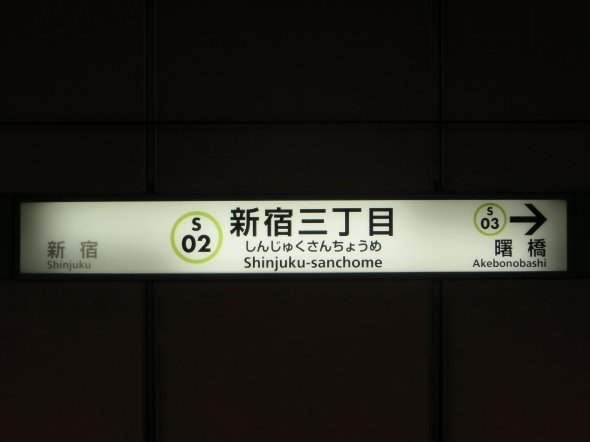 新宿
Shinjuku
S
02
新宿三丁目
しんじゅくさんちょうめ
Shinjuku-sanchome
S
03
曙橋
Akebonobashi